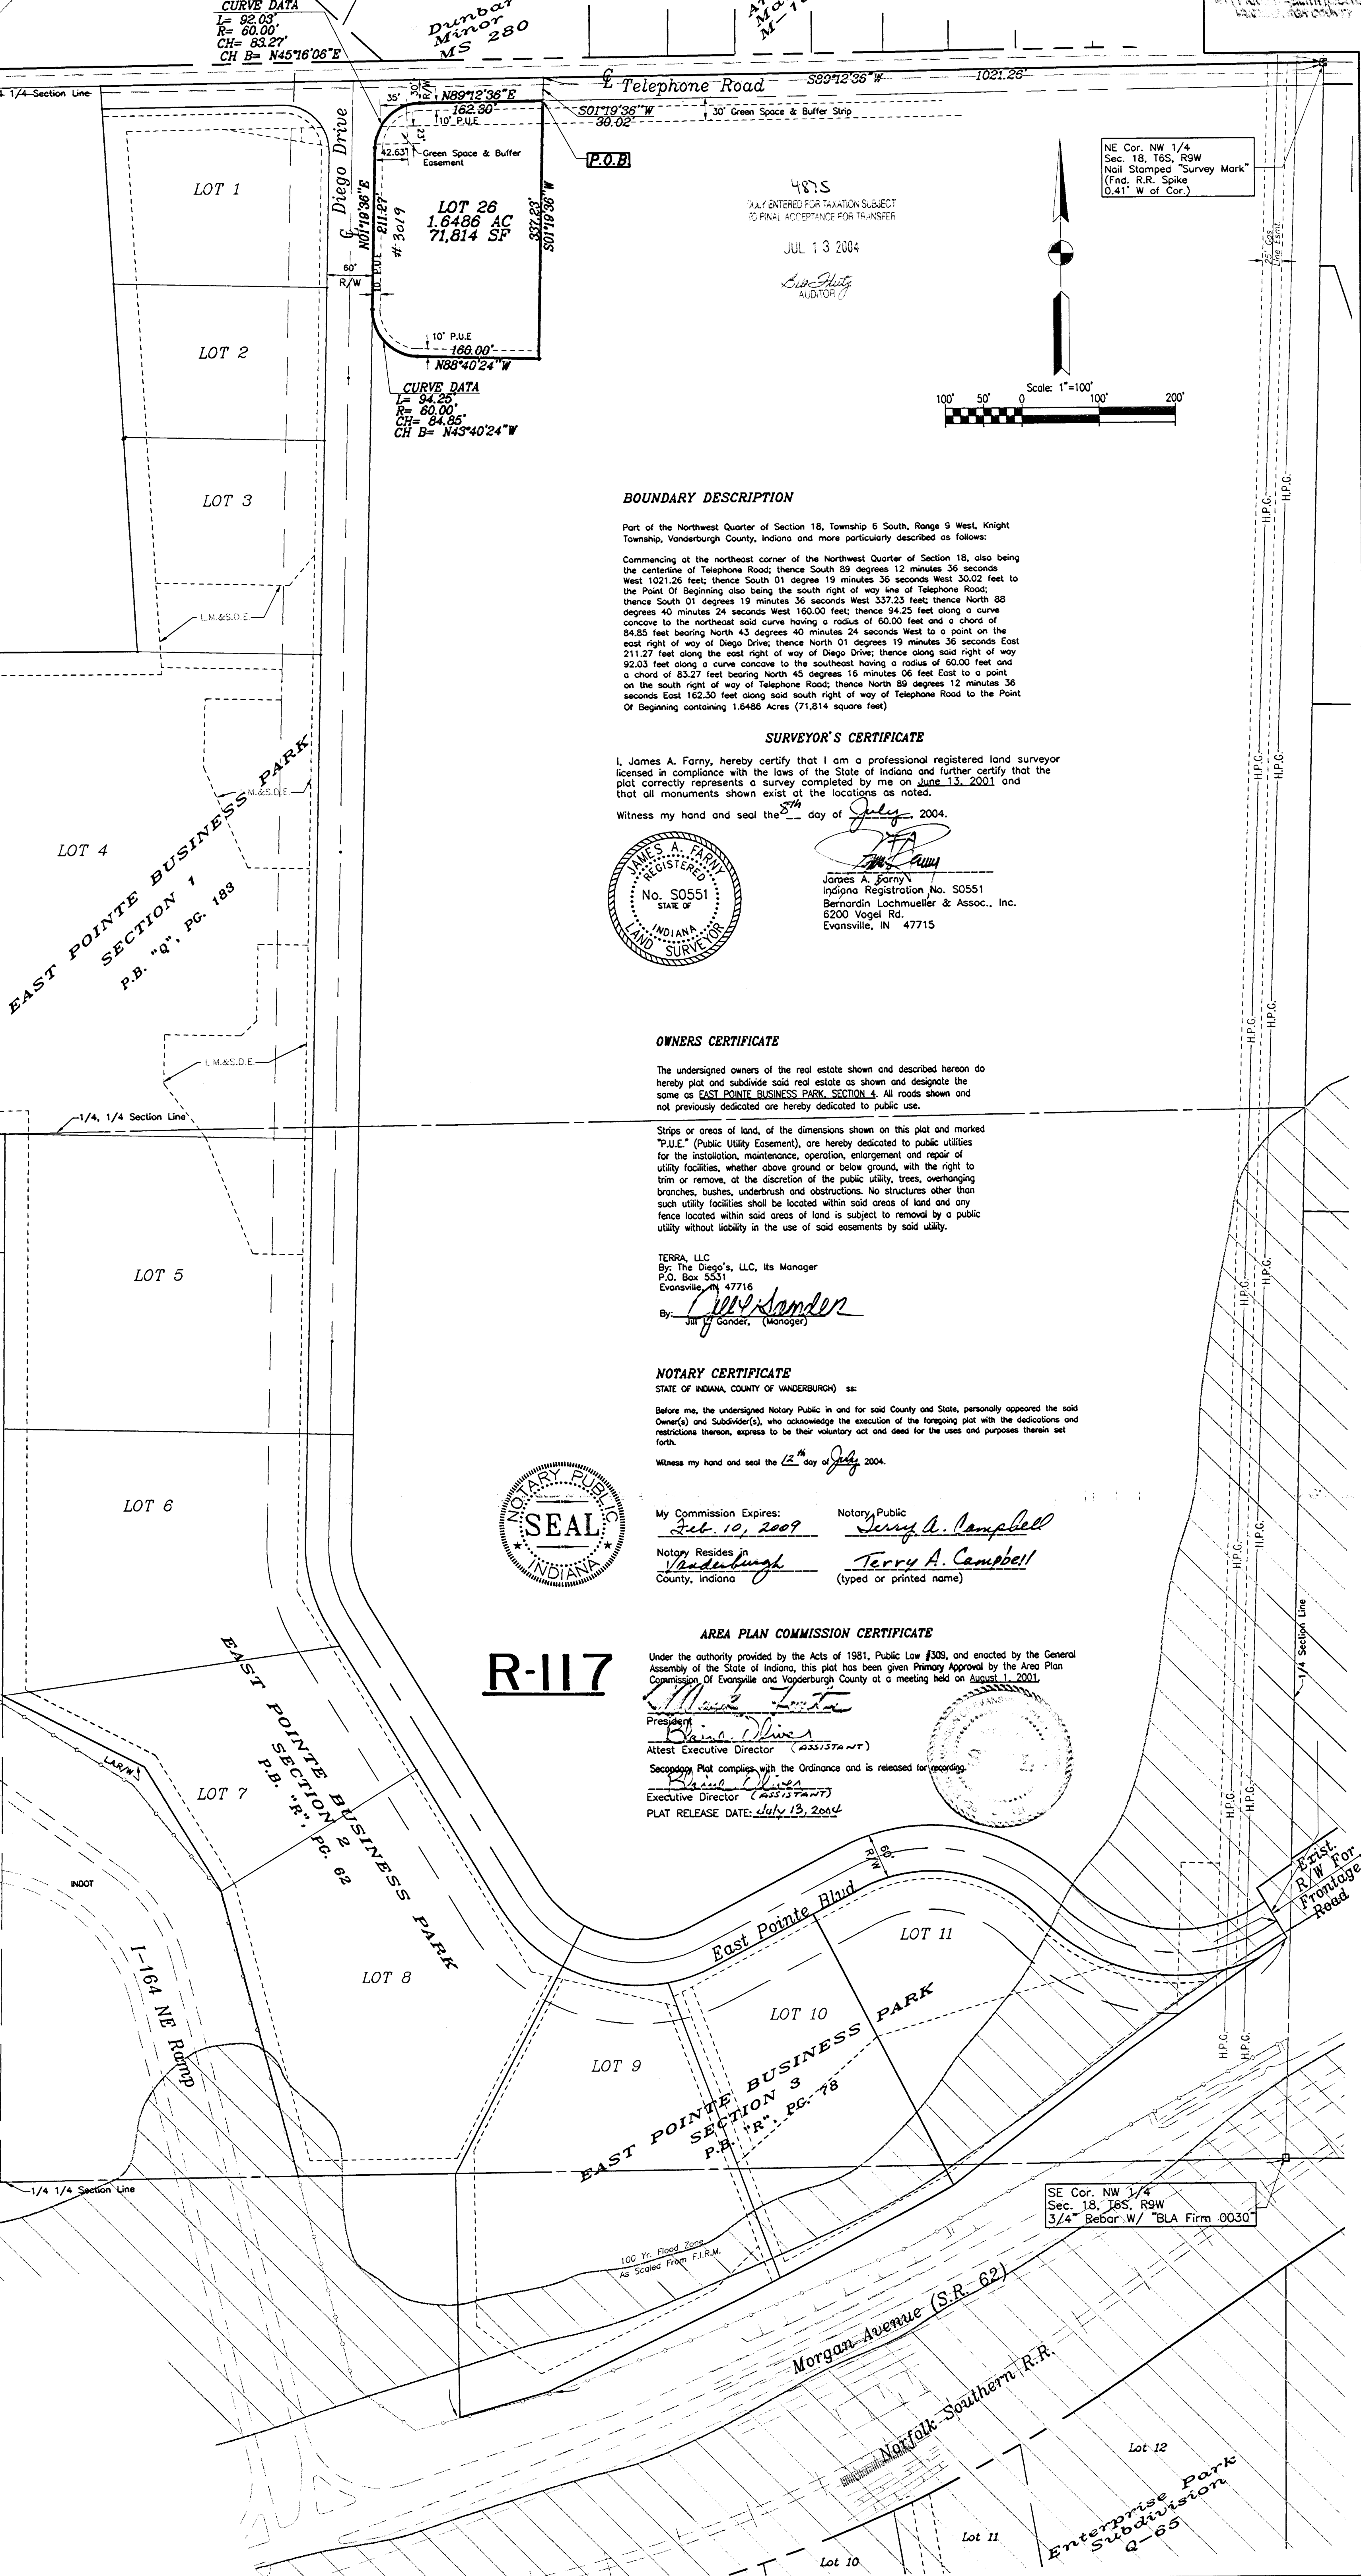 CURVE DATA
L= 92.03'
R= 60.00'
CH= 83.27'
CH B= N45°16'06"E
Dunbar
Minor
MS 280
1/4 Section Line
℄ Telephone Road
S89°12'36"W
1021.26'
35'
30'
R/W
N89°12'36"E
162.30'
10' P.U.E
S01°19'36"W
30.02'
30' Green Space & Buffer Strip
42.63'
Green Space & Buffer
Easement
P.O.B
℄ Diego Drive
N01°19'36"E
211.27'
# 3019
10' P.U.E
LOT 26
1.6486 AC
71,814 SF
337.23'
S01°19'36"W
60'
R/W
10' P.U.E
160.00'
N88°40'24"W
CURVE DATA
L= 94.25'
R= 60.00'
CH= 84.85'
CH B= N43°40'24"W
4875
DULY ENTERED FOR TAXATION SUBJECT
TO FINAL ACCEPTANCE FOR TRANSFER
JUL 13 2004
AUDITOR
NE Cor. NW 1/4
Sec. 18, T6S, R9W
Nail Stamped "Survey Mark"
(Fnd. R.R. Spike
0.41' W of Cor.)
25' Gas
Line Esmt.
Scale: 1"=100'
100' 50' 0 100' 200'
LOT 1
LOT 2
LOT 3
L.M.&S.D.E
H.P.G.
H.P.G.
BOUNDARY DESCRIPTION
Part of the Northwest Quarter of Section 18, Township 6 South, Range 9 West, Knight
Township, Vanderburgh County, Indiana and more particularly described as follows:
Commencing at the northeast corner of the Northwest Quarter of Section 18, also being
the centerline of Telephone Road; thence South 89 degrees 12 minutes 36 seconds
West 1021.26 feet; thence South 01 degree 19 minutes 36 seconds West 30.02 feet to
the Point Of Beginning also being the south right of way line of Telephone Road;
thence South 01 degrees 19 minutes 36 seconds West 337.23 feet; thence North 88
degrees 40 minutes 24 seconds West 160.00 feet; thence 94.25 feet along a curve
concave to the northeast said curve having a radius of 60.00 feet and a chord of
84.85 feet bearing North 43 degrees 40 minutes 24 seconds West to a point on the
east right of way of Diego Drive; thence North 01 degrees 19 minutes 36 seconds East
211.27 feet along the east right of way of Diego Drive; thence along said right of way
92.03 feet along a curve concave to the southeast having a radius of 60.00 feet and
a chord of 83.27 feet bearing North 45 degrees 16 minutes 06 feet East to a point
on the south right of way of Telephone Road; thence North 89 degrees 12 minutes 36
seconds East 162.30 feet along said south right of way of Telephone Road to the Point
Of Beginning containing 1.6486 Acres (71,814 square feet)
SURVEYOR'S CERTIFICATE
I, James A. Farny, hereby certify that I am a professional registered land surveyor
licensed in compliance with the laws of the State of Indiana and further certify that the
plat correctly represents a survey completed by me on June 13, 2001 and
that all monuments shown exist at the locations as noted.
Witness my hand and seal the 8th day of July, 2004.
JAMES A. FARNY
REGISTERED
No. S0551
STATE OF
INDIANA
LAND SURVEYOR
James A. Farny
Indiana Registration No. S0551
Bernardin Lochmueller & Assoc., Inc.
6200 Vogel Rd.
Evansville, IN 47715
L.M.&S.D.E
LOT 4
EAST POINTE BUSINESS PARK
SECTION 1
P.B. "Q", PG. 183
L.M.&S.D.E
H.P.G.
H.P.G.
H.P.G.
H.P.G.
OWNERS CERTIFICATE
The undersigned owners of the real estate shown and described hereon do
hereby plat and subdivide said real estate as shown and designate the
same as EAST POINTE BUSINESS PARK, SECTION 4. All roads shown and
not previously dedicated are hereby dedicated to public use.
1/4, 1/4 Section Line
Strips or areas of land, of the dimensions shown on this plat and marked
"P.U.E." (Public Utility Easement), are hereby dedicated to public utilities
for the installation, maintenance, operation, enlargement and repair of
utility facilities, whether above ground or below ground, with the right to
trim or remove, at the discretion of the public utility, trees, overhanging
branches, bushes, underbrush and obstructions. No structures other than
such utility facilities shall be located within said areas of land and any
fence located within said areas of land is subject to removal by a public
utility without liability in the use of said easements by said utility.
TERRA, LLC
By: The Diego's, LLC, Its Manager
P.O. Box 5531
Evansville, IN 47716
By:
Jill Gander, (Manager)
LOT 5
H.P.G.
H.P.G.
NOTARY CERTIFICATE
STATE OF INDIANA, COUNTY OF VANDERBURGH) ss:
Before me, the undersigned Notary Public in and for said County and State, personally appeared the said
Owner(s) and Subdivider(s), who acknowledge the execution of the foregoing plat with the dedications and
restrictions thereon, express to be their voluntary act and deed for the uses and purposes therein set
forth.
Witness my hand and seal the 12th day of July 2004.
NOTARY PUBLIC
SEAL
INDIANA
My Commission Expires:
Feb. 10, 2009
Notary Public
Terry A. Campbell
Notary Resides in
Vanderburgh
County, Indiana
Terry A. Campbell
(typed or printed name)
LOT 6
H.P.G.
H.P.G.
1/4 Section Line
AREA PLAN COMMISSION CERTIFICATE
Under the authority provided by the Acts of 1981, Public Law #309, and enacted by the General
Assembly of the State of Indiana, this plat has been given Primary Approval by the Area Plan
Commission Of Evansville and Vanderburgh County at a meeting held on August 1, 2001.
President
Blaine Oliver
Attest Executive Director (ASSISTANT)
Secondary Plat complies with the Ordinance and is released for recording.
Blaine Oliver
Executive Director (ASSISTANT)
PLAT RELEASE DATE: July 13, 2004
R-117
EAST POINTE BUSINESS PARK
SECTION 2
P.B. "R", PG. 62
LAR/W
LOT 7
INDOT
I-164 NE Ramp
LOT 8
H.P.G.
H.P.G.
Exist.
R/W For
Frontage
Road
60'
R/W
East Pointe Blvd
LOT 11
LOT 10
LOT 9
EAST POINTE BUSINESS PARK
SECTION 3
P.B. "R", PG. 78
H.P.G.
H.P.G.
1/4 1/4 Section Line
SE Cor. NW 1/4
Sec. 18, T6S, R9W
3/4" Rebar W/ "BLA Firm 0030"
100 Yr. Flood Zone
As Scaled From F.I.R.M.
Morgan Avenue (S.R. 62)
Norfolk Southern R.R.
Lot 12
Enterprise Park
Subdivision
Q-65
Lot 11
Lot 10